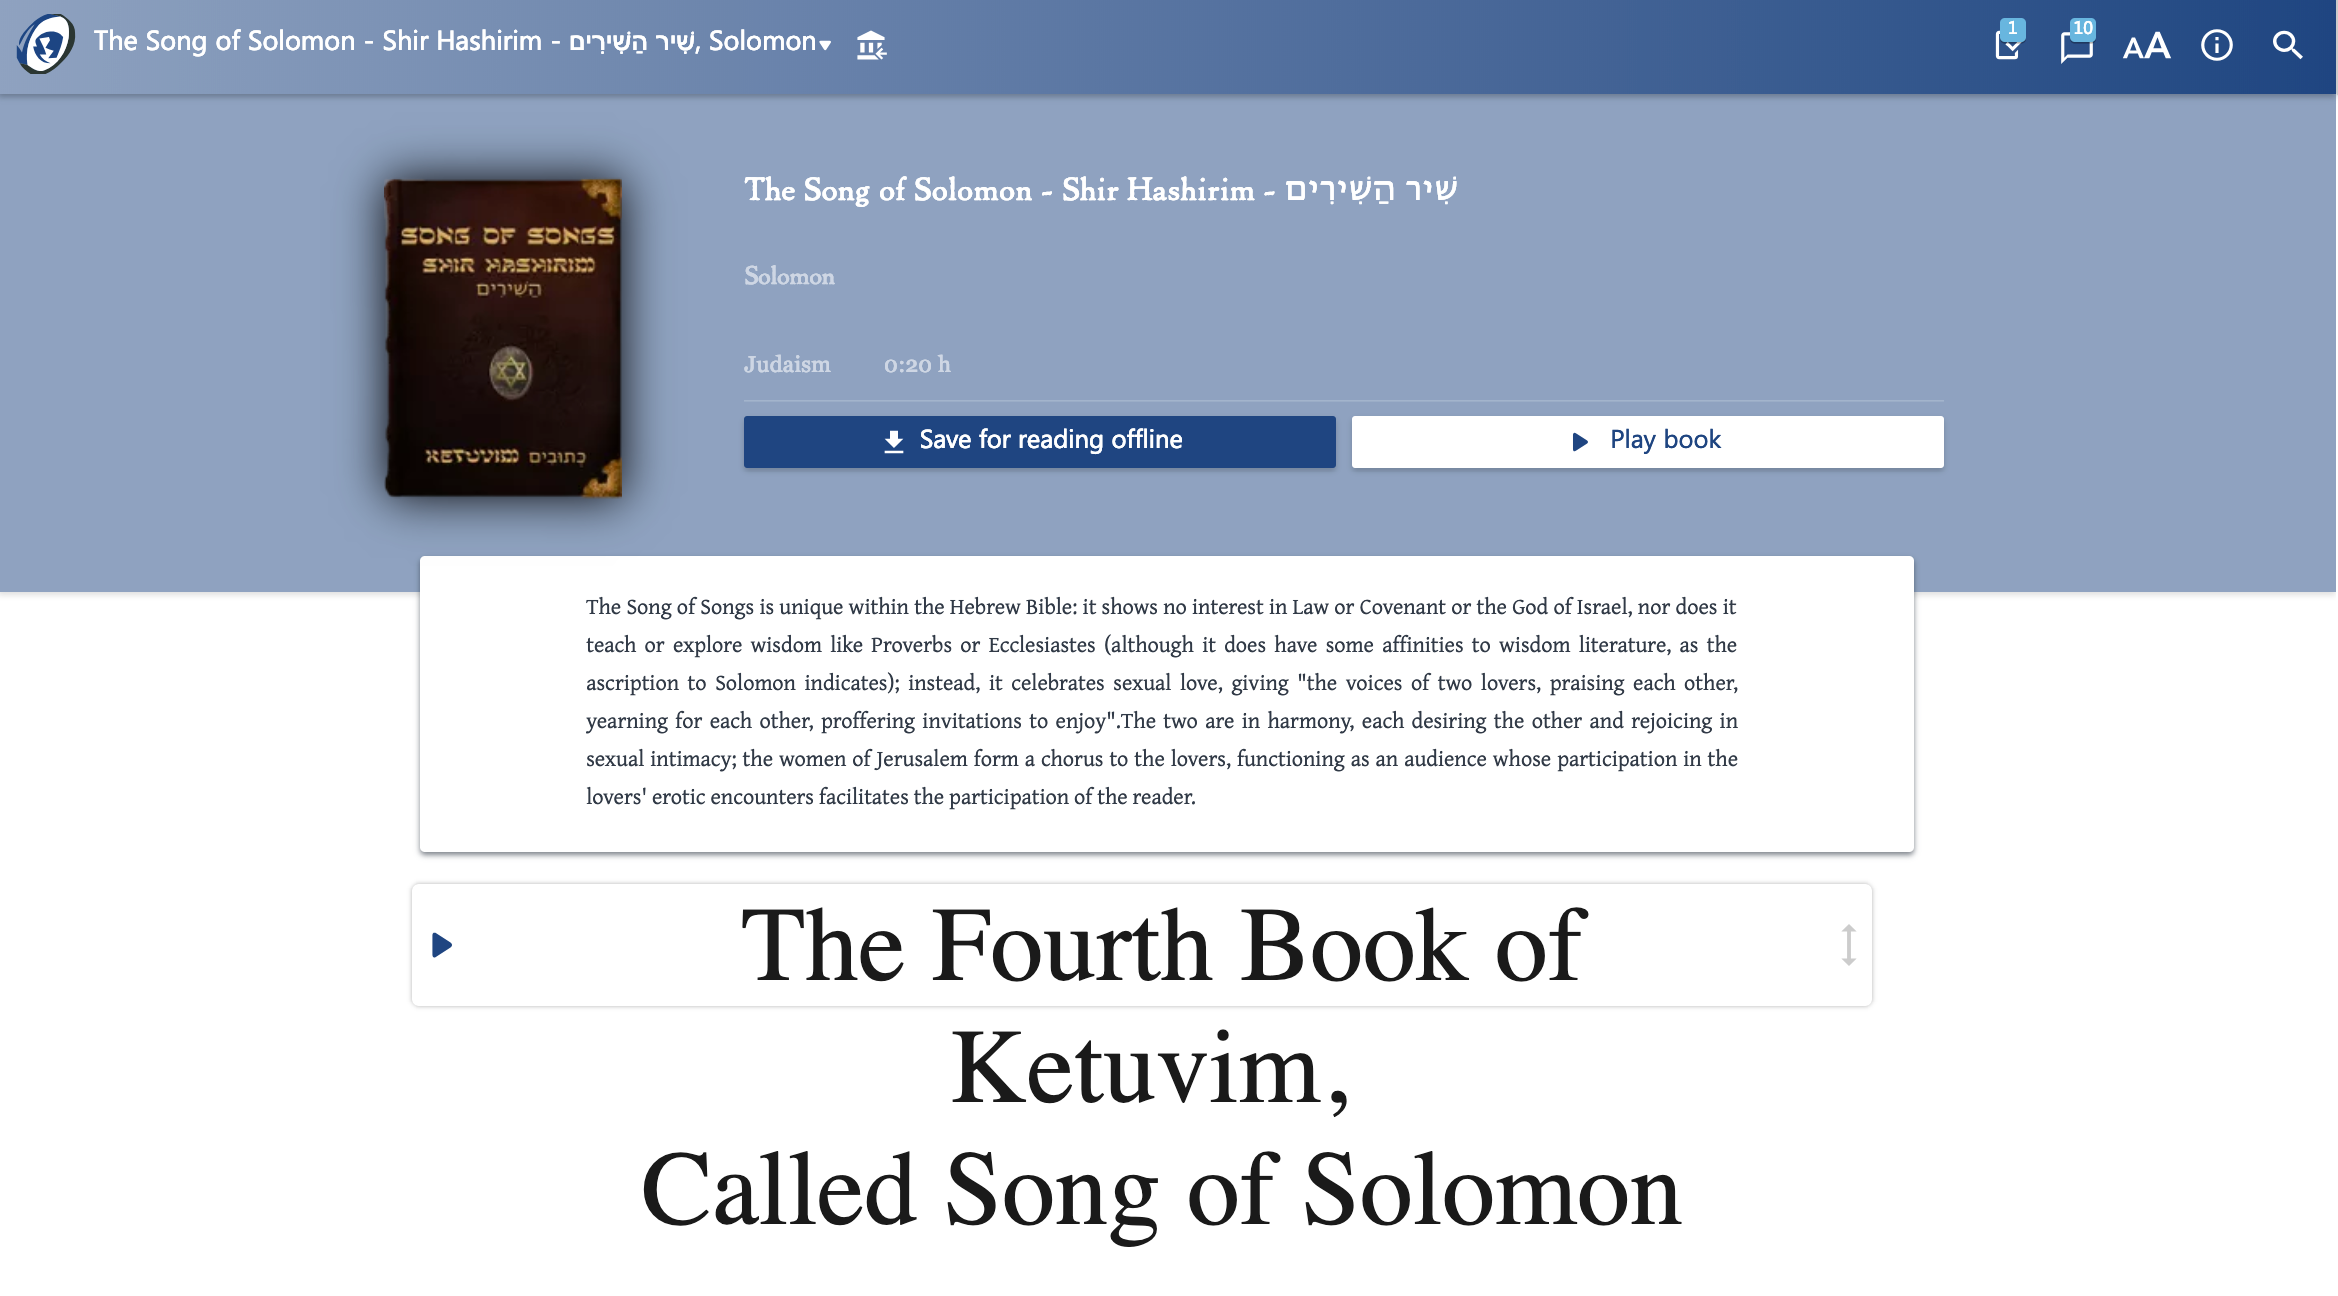 The Song of Solomon - Shir Hashirim - שִׁיר הַשִּׁירִים, Solomon
1
10
AA
The Song of Solomon - Shir Hashirim - שִׁיר הַשִּׁירִים
SONG OF SONGS
SHIR HASHIRIM
הַשִּׁירִים
KETUVIM כְּתוּבִים
Solomon
Judaism 0:20 h
Save for reading offline Play book
The Song of Songs is unique within the Hebrew Bible: it shows no interest in Law or Covenant or the God of Israel, nor does it
teach or explore wisdom like Proverbs or Ecclesiastes (although it does have some affinities to wisdom literature, as the
ascription to Solomon indicates); instead, it celebrates sexual love, giving "the voices of two lovers, praising each other,
yearning for each other, proffering invitations to enjoy".The two are in harmony, each desiring the other and rejoicing in
sexual intimacy; the women of Jerusalem form a chorus to the lovers, functioning as an audience whose participation in the
lovers' erotic encounters facilitates the participation of the reader.
The Fourth Book of
Ketuvim,
Called Song of Solomon